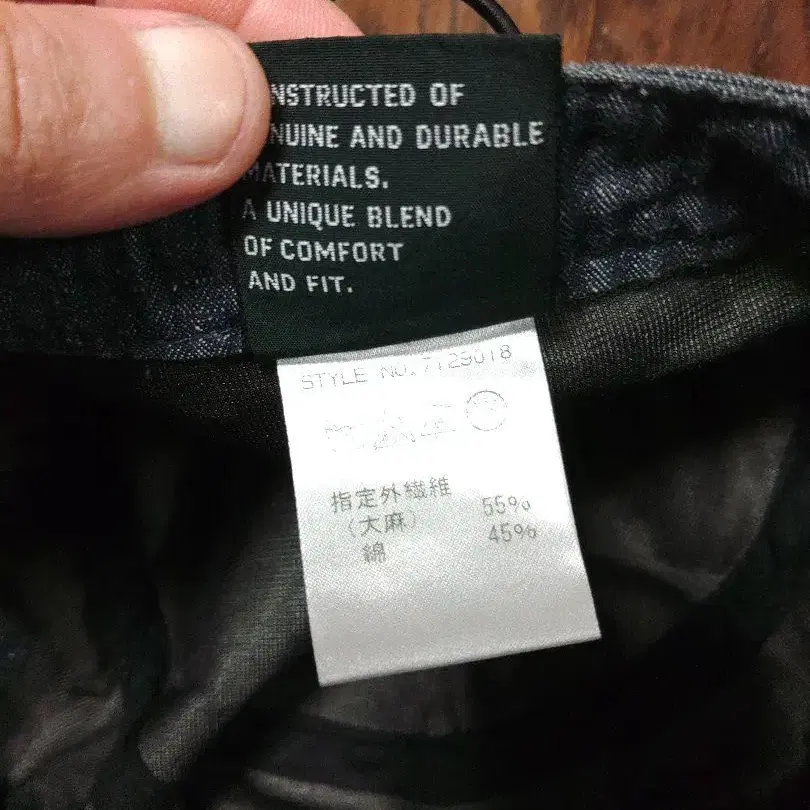 NSTRUCTED OF
NUINE AND DURABLE
MATERIALS.
A UNIQUE BLEND
OF COMFORT
AND FIT.
STYLE NO.7129018
指定外繊維
(大麻) 55%
綿 45%